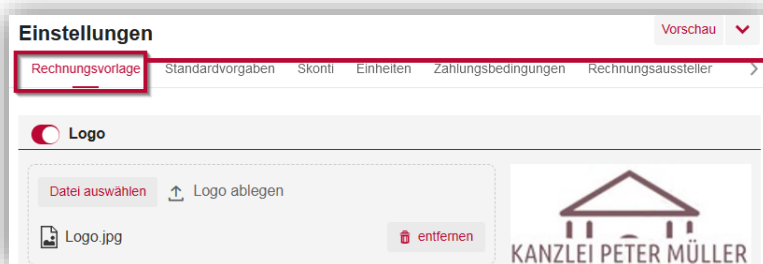 Einstellungen
Vorschau
Rechnungsvorlage Standardvorgaben Skonti Einheiten Zahlungsbedingungen Rechnungsaussteller
Logo
Datei auswählen Logo ablegen
Logo.jpg entfernen
KANZLEI PETER MÜLLER